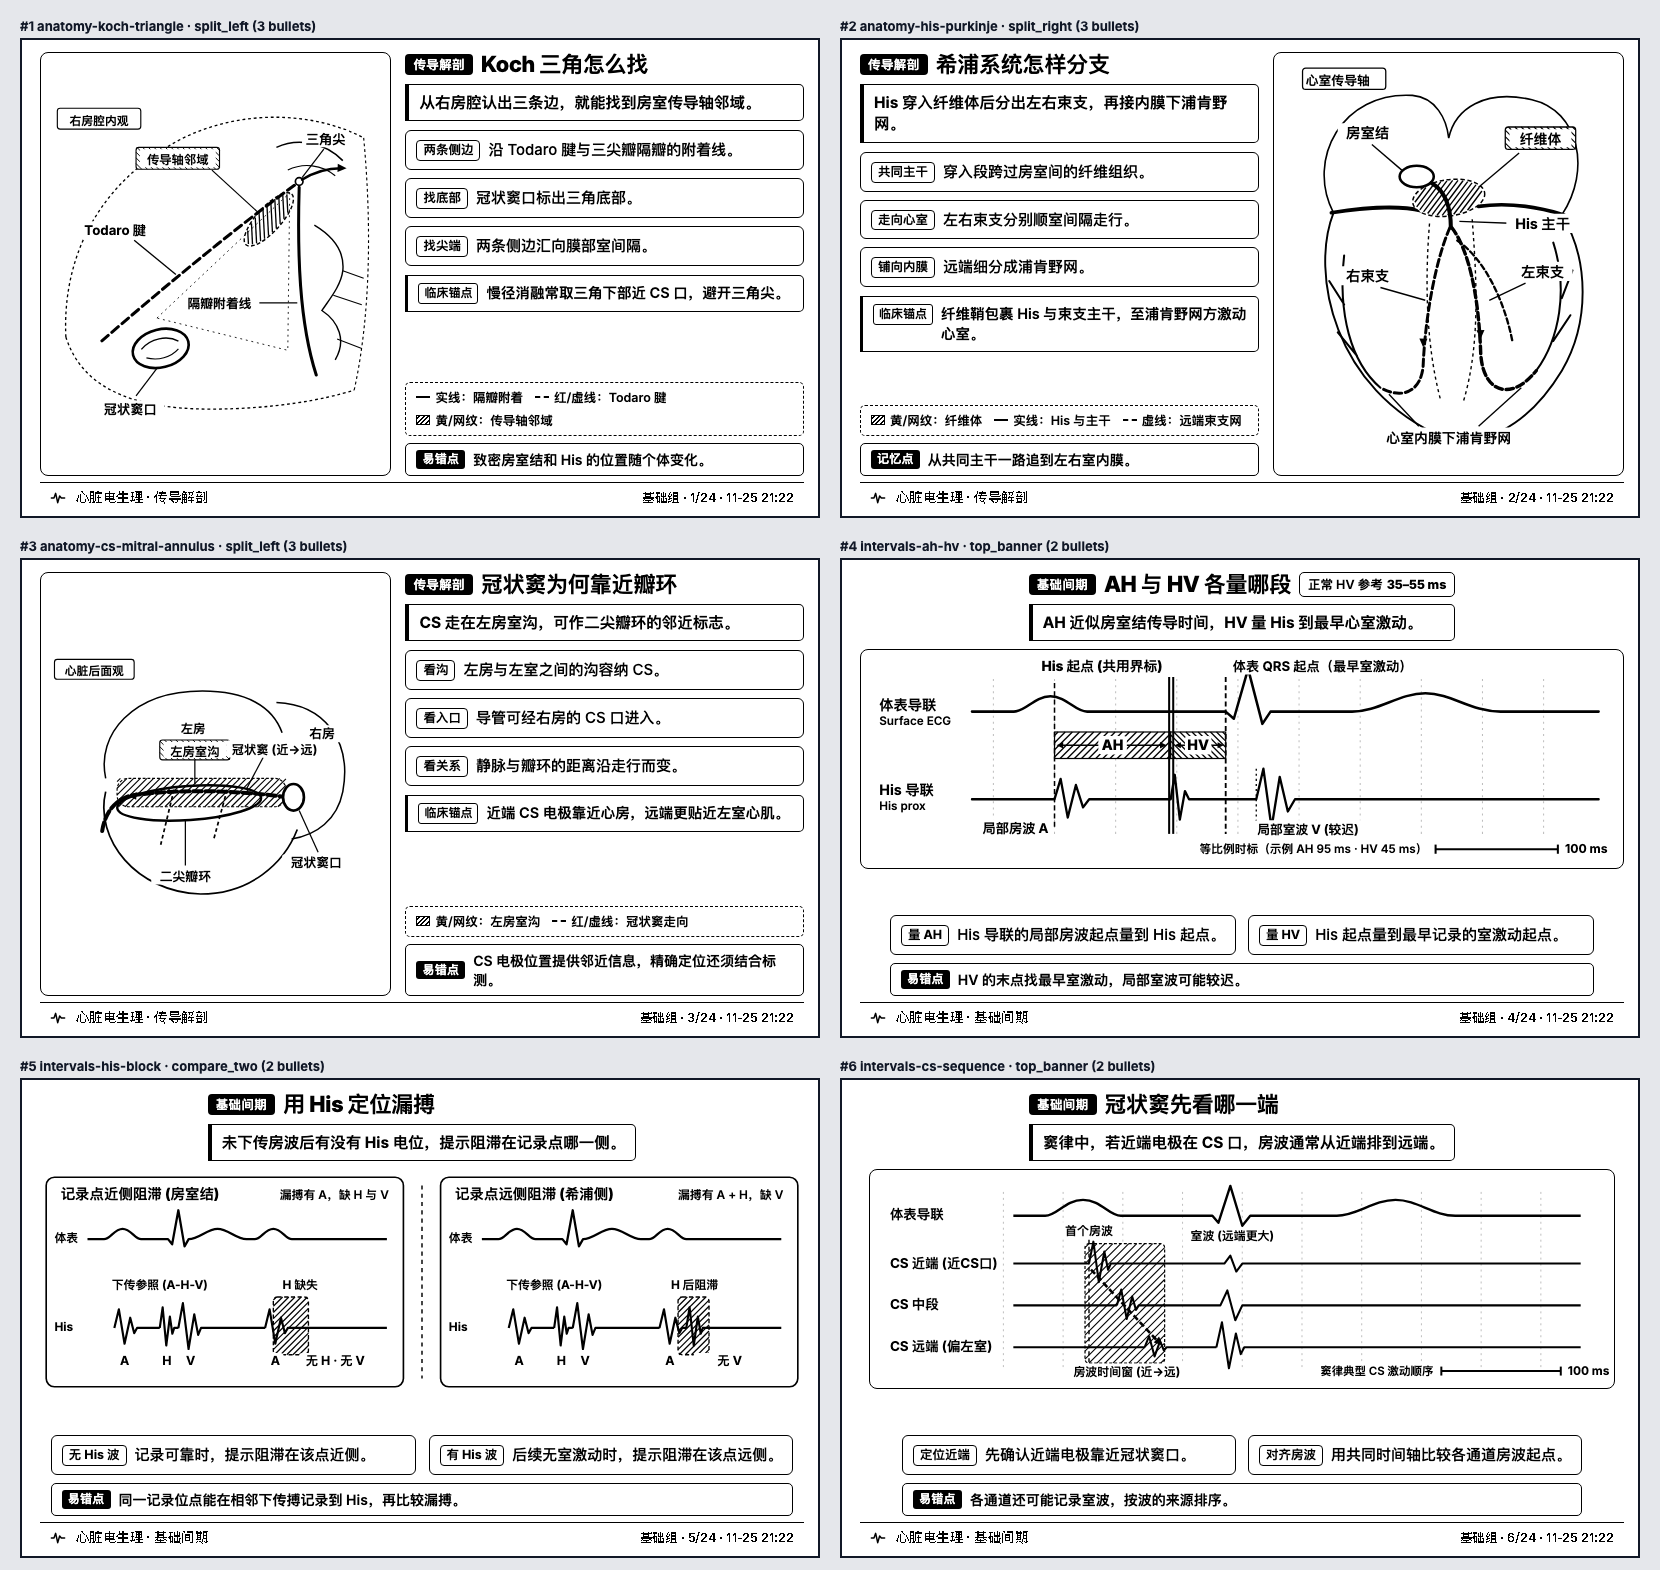 #1 anatomy-koch-triangle · split_left (3 bullets)
右房腔内观
传导轴邻域
三角尖
Todaro 腱
隔瓣附着线
冠状窦口
传导解剖 Koch 三角怎么找
从右房腔认出三条边，就能找到房室传导轴邻域。
两条侧边 沿 Todaro 腱与三尖瓣隔瓣的附着线。
找底部 冠状窦口标出三角底部。
找尖端 两条侧边汇向膜部室间隔。
临床锚点 慢径消融常取三角下部近 CS 口，避开三角尖。
实线：隔瓣附着 红/虚线：Todaro 腱
黄/网纹：传导轴邻域
易错点 致密房室结和 His 的位置随个体变化。
心脏电生理 · 传导解剖
基础组 · 1/24 · 11-25 21:22
#2 anatomy-his-purkinje · split_right (3 bullets)
传导解剖 希浦系统怎样分支
His 穿入纤维体后分出左右束支，再接内膜下浦肯野
网。
共同主干 穿入段跨过房室间的纤维组织。
走向心室 左右束支分别顺室间隔走行。
铺向内膜 远端细分成浦肯野网。
临床锚点 纤维鞘包裹 His 与束支主干，至浦肯野网方激动
心室。
黄/网纹：纤维体 实线：His 与主干 虚线：远端束支网
记忆点 从共同主干一路追到左右室内膜。
心室传导轴
房室结
纤维体
His 主干
右束支
左束支
心室内膜下浦肯野网
心脏电生理 · 传导解剖
基础组 · 2/24 · 11-25 21:22
#3 anatomy-cs-mitral-annulus · split_left (3 bullets)
心脏后面观
左房
右房
左房室沟
冠状窦 (近→远)
二尖瓣环
冠状窦口
传导解剖 冠状窦为何靠近瓣环
CS 走在左房室沟，可作二尖瓣环的邻近标志。
看沟 左房与左室之间的沟容纳 CS。
看入口 导管可经右房的 CS 口进入。
看关系 静脉与瓣环的距离沿走行而变。
临床锚点 近端 CS 电极靠近心房，远端更贴近左室心肌。
黄/网纹：左房室沟 红/虚线：冠状窦走向
易错点 CS 电极位置提供邻近信息，精确定位还须结合标
测。
心脏电生理 · 传导解剖
基础组 · 3/24 · 11-25 21:22
#4 intervals-ah-hv · top_banner (2 bullets)
基础间期 AH 与 HV 各量哪段 正常 HV 参考 35–55 ms
AH 近似房室结传导时间，HV 量 His 到最早心室激动。
His 起点 (共用界标)
体表 QRS 起点（最早室激动）
体表导联
Surface ECG
AH
HV
His 导联
His prox
局部房波 A
局部室波 V (较迟)
等比例时标（示例 AH 95 ms · HV 45 ms）
100 ms
量 AH His 导联的局部房波起点量到 His 起点。
量 HV His 起点量到最早记录的室激动起点。
易错点 HV 的末点找最早室激动，局部室波可能较迟。
心脏电生理 · 基础间期
基础组 · 4/24 · 11-25 21:22
#5 intervals-his-block · compare_two (2 bullets)
基础间期 用 His 定位漏搏
未下传房波后有没有 His 电位，提示阻滞在记录点哪一侧。
记录点近侧阻滞 (房室结)
漏搏有 A，缺 H 与 V
体表
下传参照 (A-H-V)
H 缺失
His
A H V A 无 H · 无 V
记录点远侧阻滞 (希浦侧)
漏搏有 A + H，缺 V
体表
下传参照 (A-H-V)
H 后阻滞
His
A H V A 无 V
无 His 波 记录可靠时，提示阻滞在该点近侧。
有 His 波 后续无室激动时，提示阻滞在该点远侧。
易错点 同一记录位点能在相邻下传搏记录到 His，再比较漏搏。
心脏电生理 · 基础间期
基础组 · 5/24 · 11-25 21:22
#6 intervals-cs-sequence · top_banner (2 bullets)
基础间期 冠状窦先看哪一端
窦律中，若近端电极在 CS 口，房波通常从近端排到远端。
体表导联
首个房波
室波 (远端更大)
CS 近端 (近CS口)
CS 中段
CS 远端 (偏左室)
房波时间窗 (近→远)
窦律典型 CS 激动顺序
100 ms
定位近端 先确认近端电极靠近冠状窦口。
对齐房波 用共同时间轴比较各通道房波起点。
易错点 各通道还可能记录室波，按波的来源排序。
心脏电生理 · 基础间期
基础组 · 6/24 · 11-25 21:22